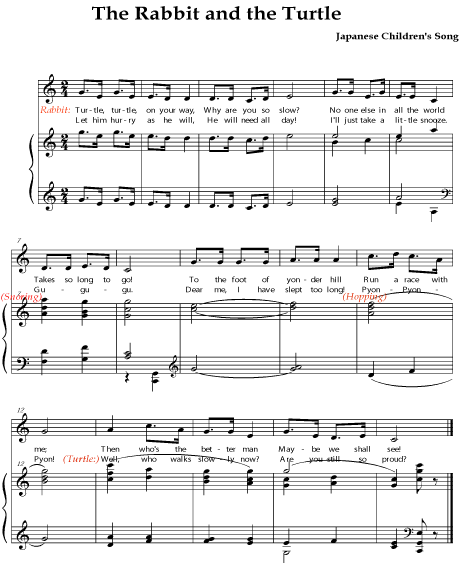 The Rabbit and the Turtle
Japanese Children's Song
Rabbit: Tur-tle, tur-tle, on your way, Why are you so slow? No one else in all the world
Let him hur-ry as he will, He will need all day! I'll just take a lit-tle snooze.
7
Takes so long to go! To the foot of yon-der hill Run a race with
(Snoring) Gu - gu - gu. Dear me, I have slept too long! Pyon - Pyon -
7 (Hopping)
12
me; Then who's the bet-ter man May-be we shall see!
12 Pyon! (Turtle:) Well, who walks slow-ly now? Are you still so proud?